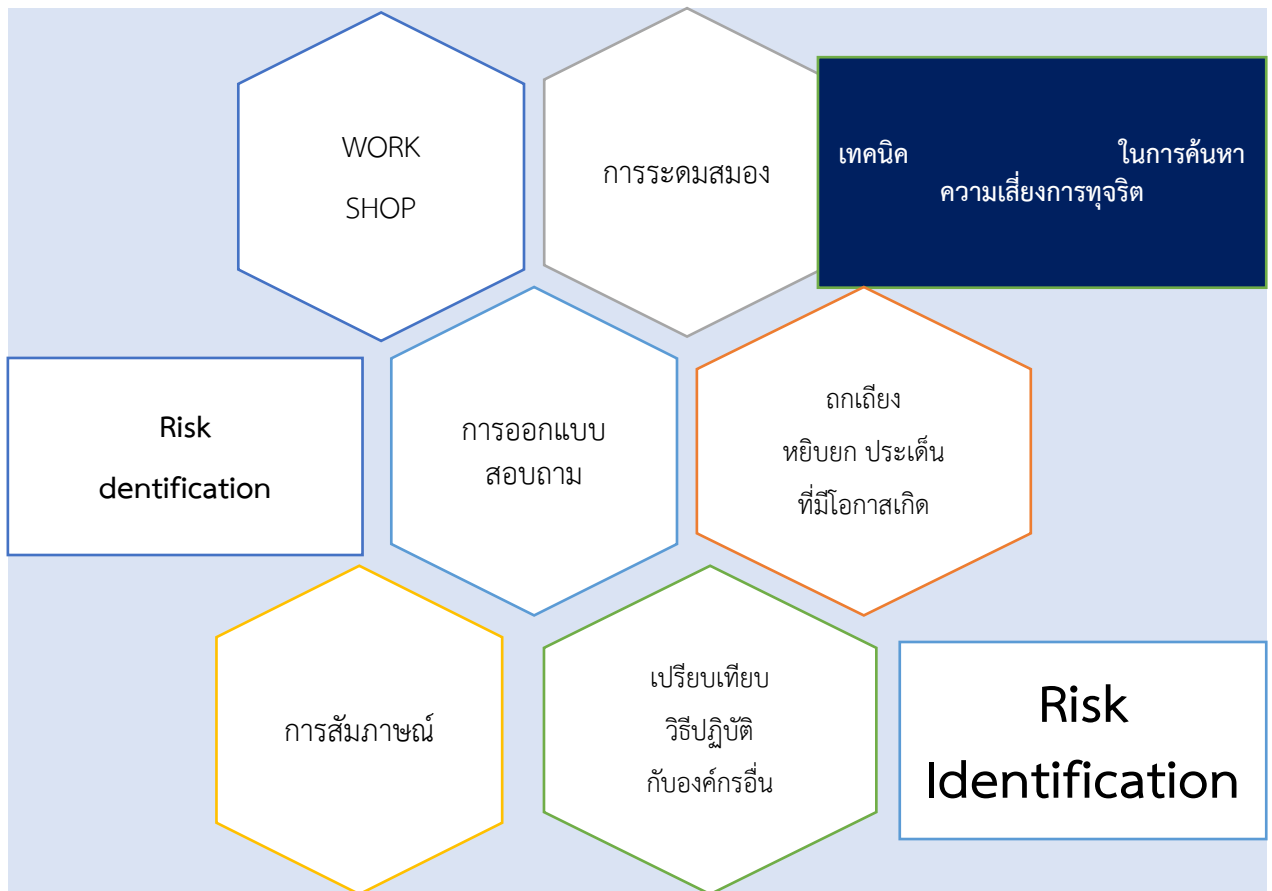 WORK
SHOP
การระดมสมอง
เทคนิค ในการค้นหา
ความเสี่ยงการทุจริต
Risk
dentification
การออกแบบ
สอบถาม
ถกเถียง
หยิบยก ประเด็น
ที่มีโอกาสเกิด
การสัมภาษณ์
เปรียบเทียบ
วิธีปฏิบัติ
กับองค์กรอื่น
Risk
Identification